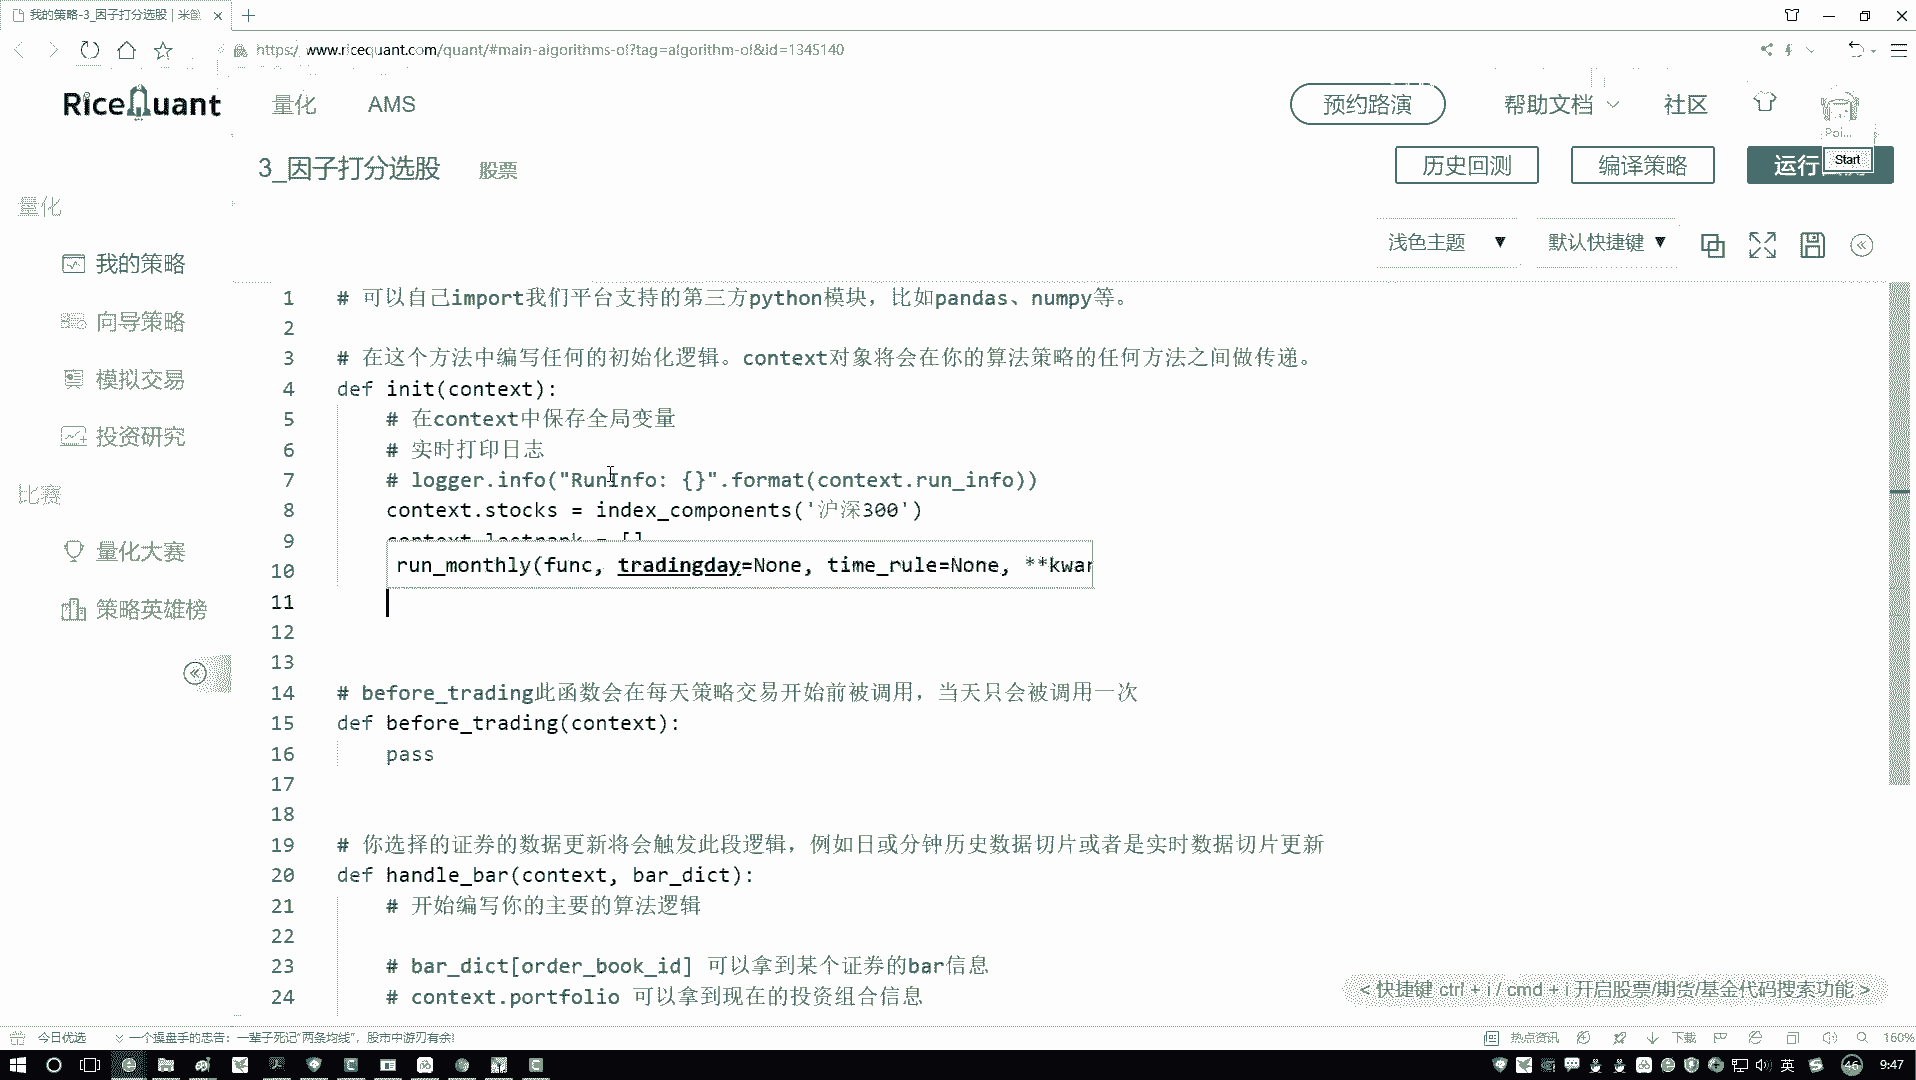 我的策略-3_因子打分选股 | 米筐
https://www.ricequant.com/quant/#main-algorithms-of?tag=algorithm-of&id=1345140
RiceQuant 量化 AMS 预约路演 帮助文档 社区
Poi...
3_因子打分选股 股票 历史回测 编译策略 运行 Start
浅色主题 ▼ 默认快捷键 ▼
量化
我的策略
向导策略
模拟交易
投资研究
比赛
量化大赛
策略英雄榜
1 # 可以自己import我们平台支持的第三方python模块，比如pandas、numpy等。
2
3 # 在这个方法中编写任何的初始化逻辑。context对象将会在你的算法策略的任何方法之间做传递。
4 def init(context):
5 # 在context中保存全局变量
6 # 实时打印日志
7 # logger.info("RunInfo: {}".format(context.run_info))
8 context.stocks = index_components('沪深300')
9
10 run_monthly(func, tradingday=None, time_rule=None, **kwar
11
12
13
14 # before_trading此函数会在每天策略交易开始前被调用，当天只会被调用一次
15 def before_trading(context):
16 pass
17
18
19 # 你选择的证券的数据更新将会触发此段逻辑，例如日或分钟历史数据切片或者是实时数据切片更新
20 def handle_bar(context, bar_dict):
21 # 开始编写你的主要的算法逻辑
22
23 # bar_dict[order_book_id] 可以拿到某个证券的bar信息
24 # context.portfolio 可以拿到现在的投资组合信息
< 快捷键 ctrl + i / cmd + i 开启股票/期货/基金代码搜索功能 >
今日优选 一个操盘手的忠告：一辈子死记“两条均线”，股市中游刃有余! 热点资讯 下载 160%
英 46 9:47